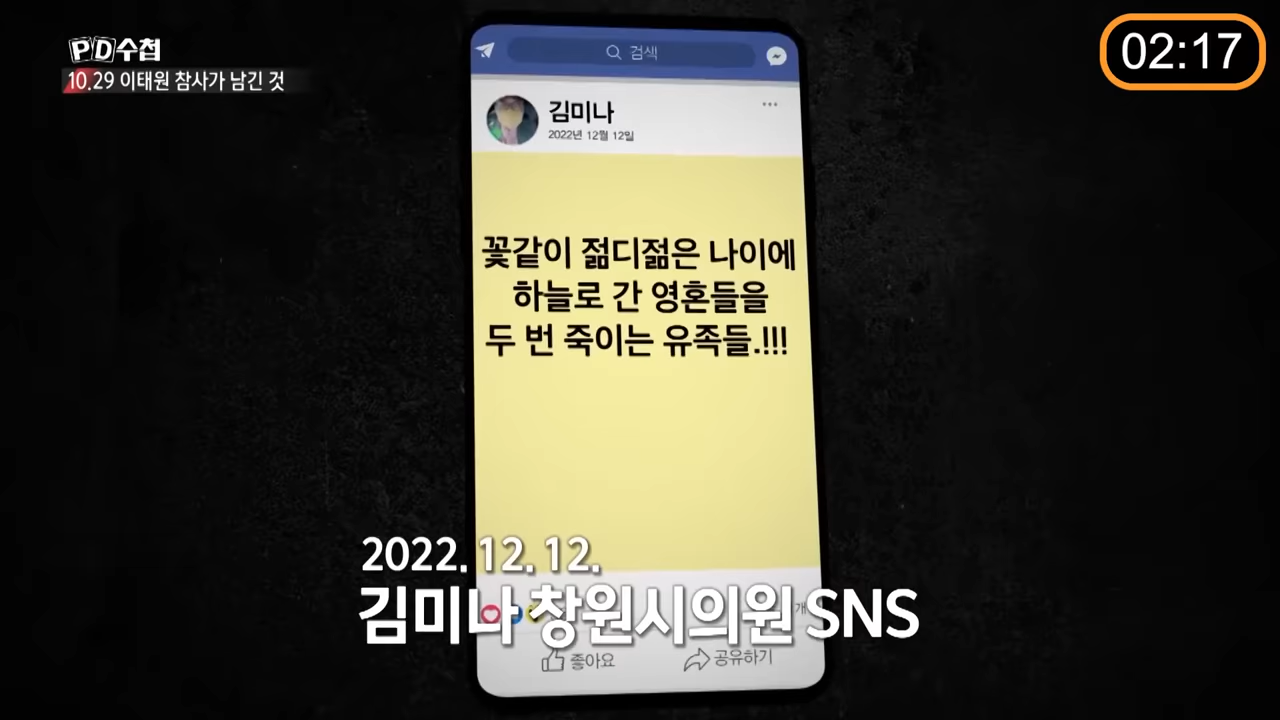 PD수첩
10.29 이태원 참사가 남긴 것
02:17
검색
김미나
2022년 12월 12일
꽃같이 젊디젊은 나이에
하늘로 간 영혼들을
두 번 죽이는 유족들.!!!
2022. 12. 12.
김미나 창원시의원 SNS
개
좋아요
공유하기